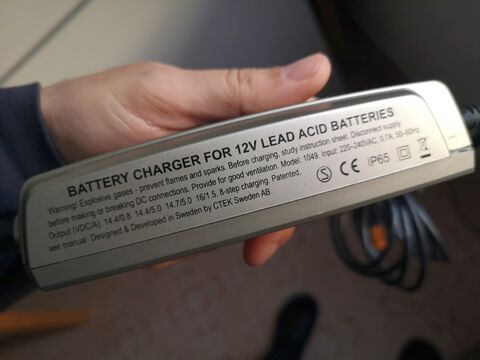 BATTERY CHARGER FOR 12V LEAD ACID BATTERIES
Warning! Explosive gases - prevent flames and sparks. Before charging, study instruction sheet. Disconnect supply
before making or breaking DC connections. Provide for good ventilation. Model: 1049. Input: 220–240VAC, 0.7A, 50–60Hz.
Output (VDC/A): 14.4/0.8 14.4/5.0 14.7/5.0 16/1.5, 8-step charging. Patented.
see manual. Designed & Developed in Sweden by CTEK Sweden AB
S CE IP65